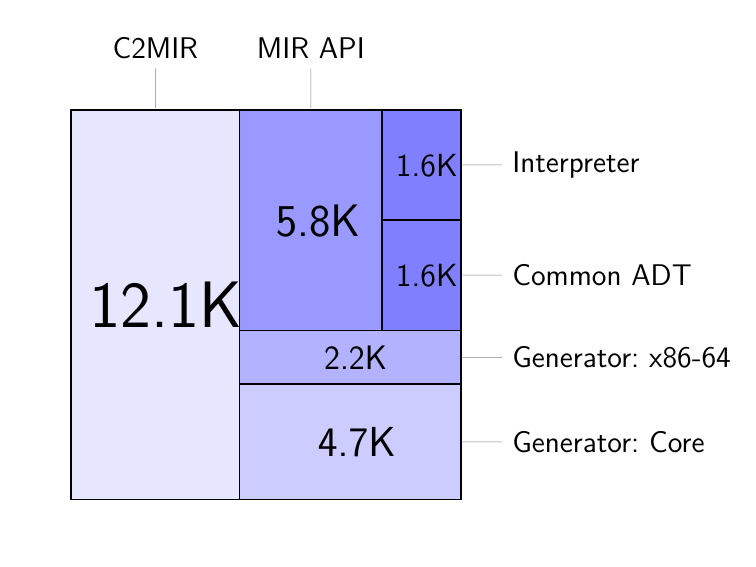 C2MIR
MIR API
1.6K
Interpreter
5.8K
1.6K
Common ADT
12.1K
2.2K
Generator: x86-64
4.7K
Generator: Core